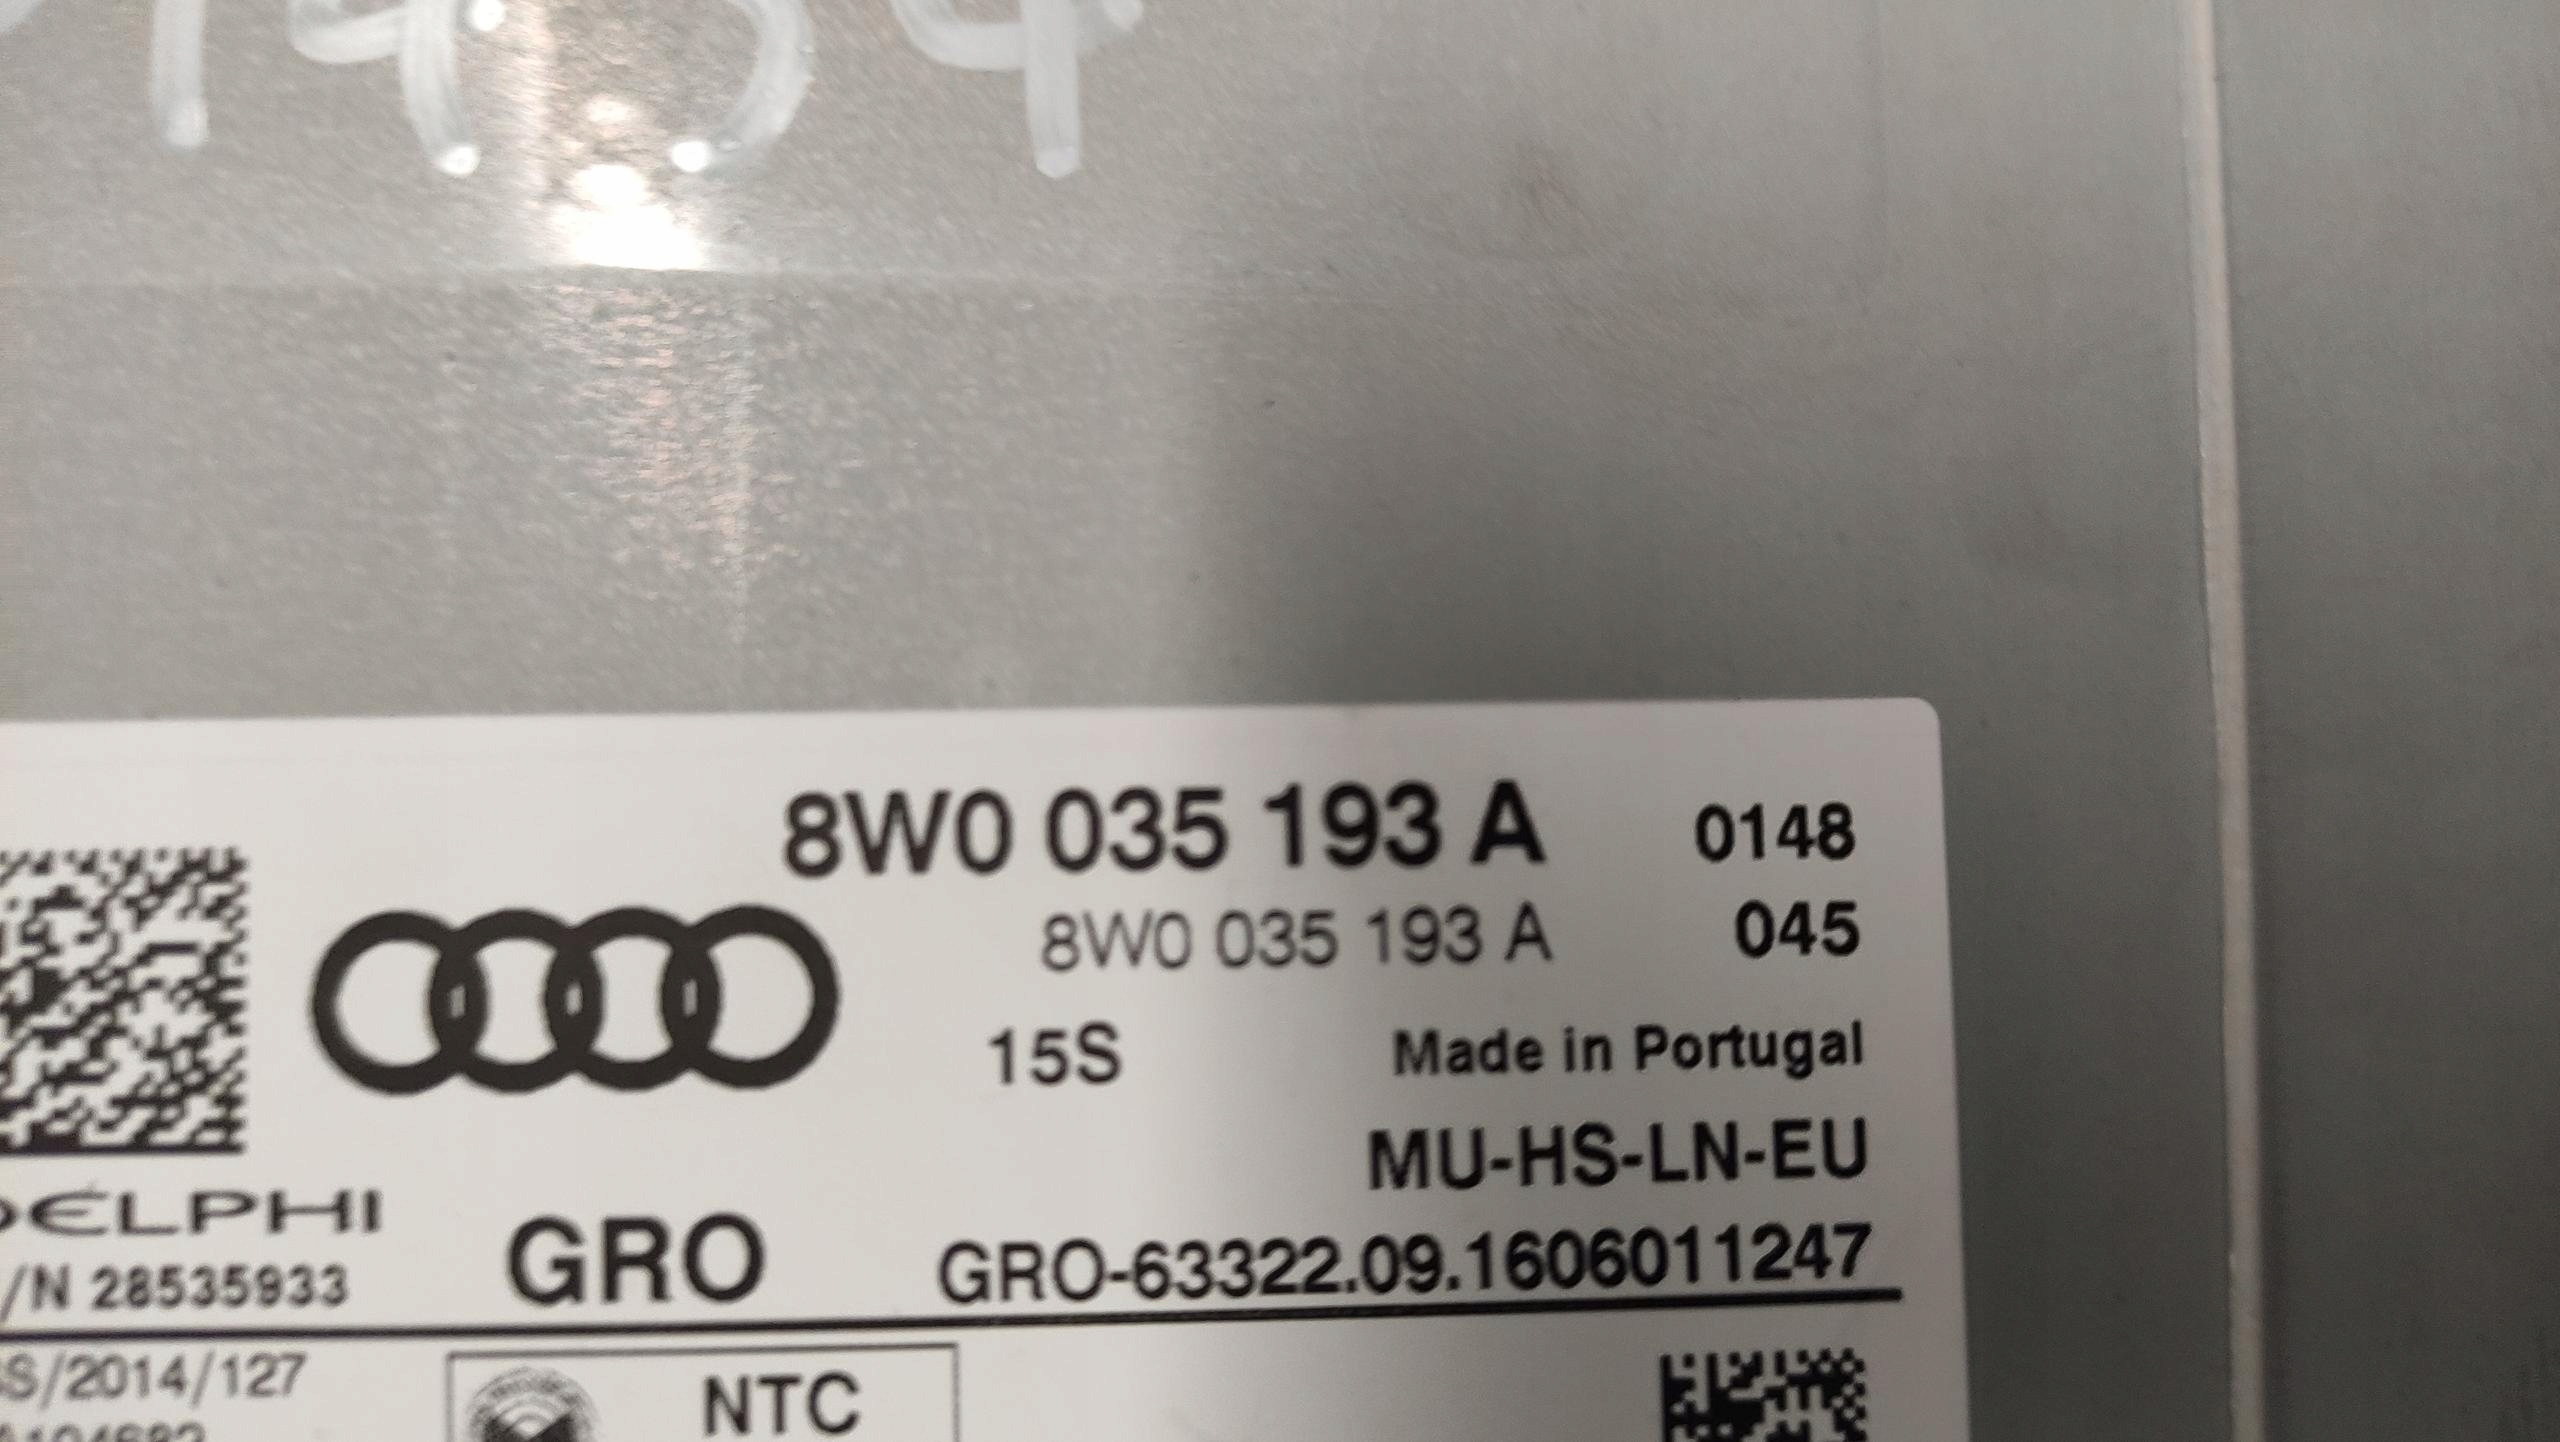 8W0 035 193 A 0148
8W0 035 193 A 045
15S Made in Portugal
MU-HS-LN-EU
DELPHI
/N 28535933
GRO GRO-63322.09.1606011247
S/2014/127
NTC